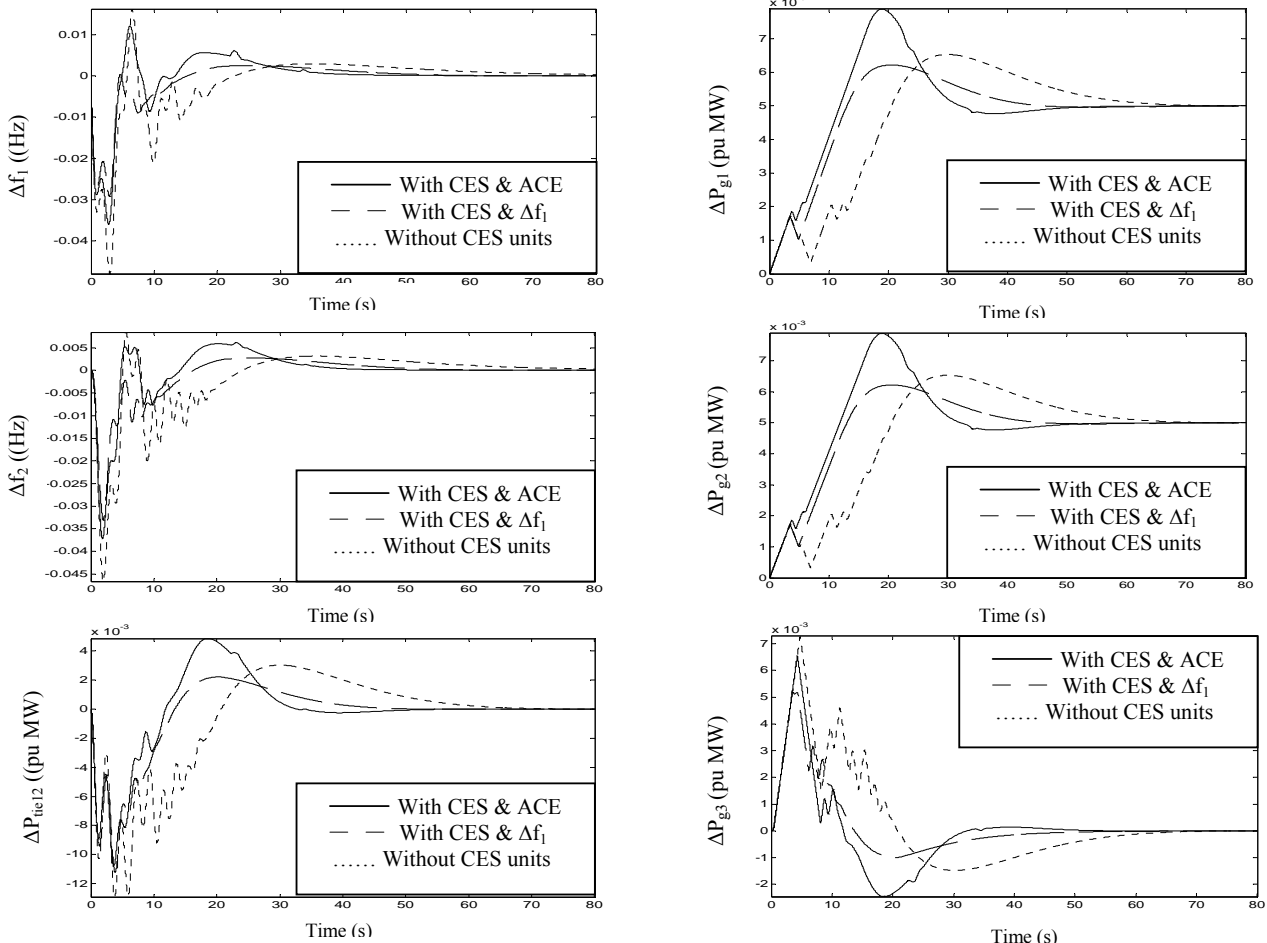 0.01
0
-0.01
-0.02
-0.03
-0.04
Δf1 ((Hz)
With CES & ACE
With CES & Δf1
...... Without CES units
0 10 20 30 40 50 60 70 80
Time (s)
8
7
6
5
4
3
2
1
0
ΔPg1 (pu MW)
With CES & ACE
With CES & Δf1
...... Without CES units
0 10 20 30 40 50 60 70 80
Time (s)
0.005
0
-0.005
-0.01
-0.015
-0.02
-0.025
-0.03
-0.035
-0.04
-0.045
Δf2 ((Hz)
With CES & ACE
With CES & Δf1
...... Without CES units
0 10 20 30 40 50 60 70 80
Time (s)
x 10-3
7
6
5
4
3
2
1
0
ΔPg2 (pu MW)
With CES & ACE
With CES & Δf1
...... Without CES units
0 10 20 30 40 50 60 70 80
Time (s)
x 10-3
4
2
0
-2
-4
-6
-8
-10
-12
ΔPtie12 ((pu MW)
With CES & ACE
With CES & Δf1
...... Without CES units
0 10 20 30 40 50 60 70 80
Time (s)
x 10-3
7
6
5
4
3
2
1
0
-1
-2
ΔPg3 (pu MW)
With CES & ACE
With CES & Δf1
...... Without CES units
0 10 20 30 40 50 60 70 80
Time (s)